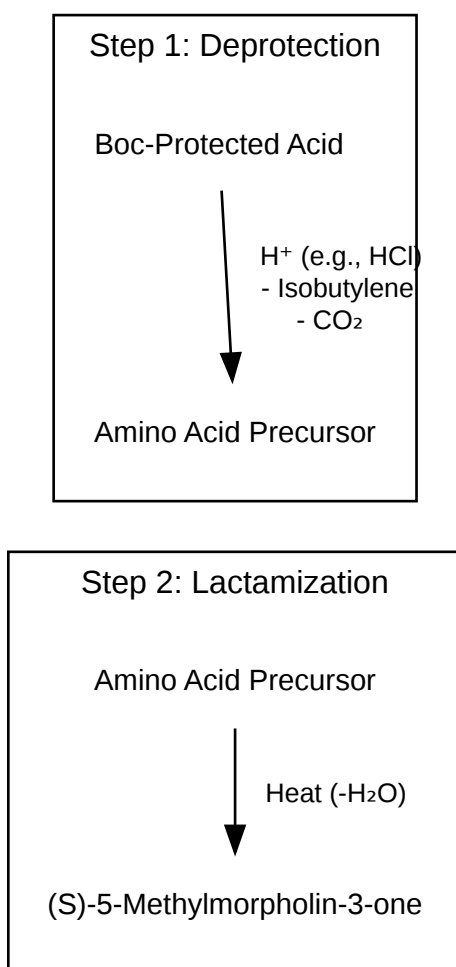 Step 1: Deprotection
Boc-Protected Acid
H⁺ (e.g., HCl)
- Isobutylene
- CO₂
Amino Acid Precursor
Step 2: Lactamization
Amino Acid Precursor
Heat (-H₂O)
(S)-5-Methylmorpholin-3-one